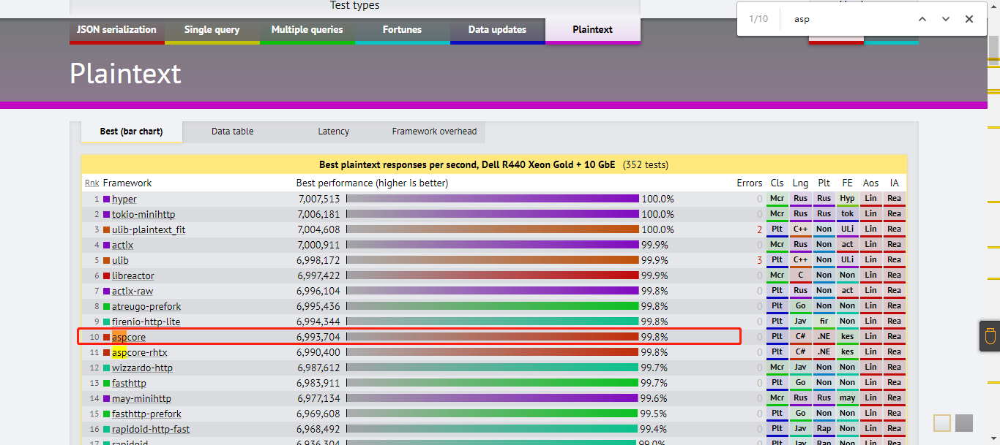 Test types
1/10 asp
JSON serialization Single query Multiple queries Fortunes Data updates Plaintext
Plaintext
Best (bar chart) Data table Latency Framework overhead
Best plaintext responses per second, Dell R440 Xeon Gold + 10 GbE (352 tests)
Rnk Framework Best performance (higher is better) Errors Cls Lng Plt FE Aos IA
1 hyper 7,007,513 100.0% 0 Mcr Rus Rus Hyp Lin Rea
2 tokio-minihttp 7,006,181 100.0% 0 Mcr Rus Rus tok Lin Rea
3 ulib-plaintext_fit 7,004,608 100.0% 2 Plt C++ Non ULi Lin Rea
4 actix 7,000,911 99.9% 0 Mcr Rus Non act Lin Rea
5 ulib 6,998,172 99.9% 3 Plt C++ Non ULi Lin Rea
6 libreactor 6,997,422 99.9% 0 Mcr C Non Non Lin Rea
7 actix-raw 6,996,104 99.8% 0 Plt Rus Non act Lin Rea
8 atreugo-prefork 6,995,436 99.8% 0 Plt Go Non Non Lin Rea
9 firenio-http-lite 6,994,344 99.8% 0 Plt Jav fir Non Lin Rea
10 aspcore 6,993,704 99.8% 0 Plt C# .NE kes Lin Rea
11 aspcore-rhtx 6,990,400 99.8% 0 Plt C# .NE kes Lin Rea
12 wizzardo-http 6,987,612 99.7% 0 Mcr Jav Non Non Lin Rea
13 fasthttp 6,983,911 99.7% 0 Plt Go Non Non Lin Rea
14 may-minihttp 6,977,134 99.6% 0 Mcr Rus Rus may Lin Rea
15 fasthttp-prefork 6,969,608 99.5% 0 Plt Go Non Non Lin Rea
16 rapidoid-http-fast 6,968,492 99.4% 0 Plt Jav Rap Non Lin Rea
17 rapidoid 6,936,304 99.0% 0 Plt Jav Rap Non Lin Rea